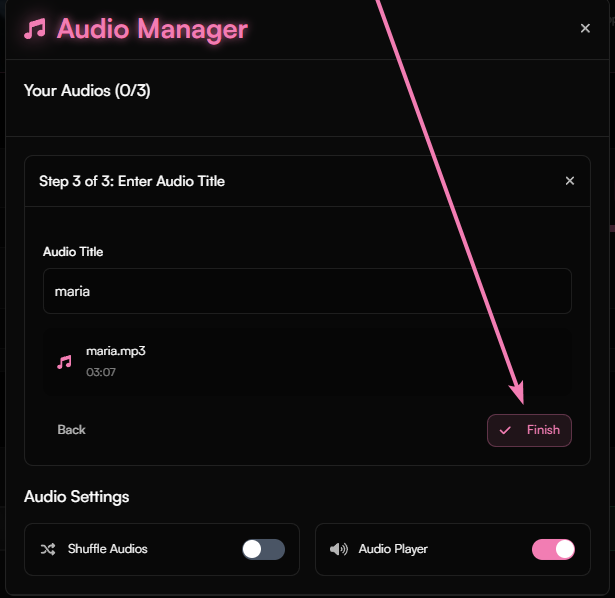 Audio Manager
Your Audios (0/3)
Step 3 of 3: Enter Audio Title
Audio Title
maria
maria.mp3
03:07
Back
Finish
Audio Settings
Shuffle Audios
Audio Player